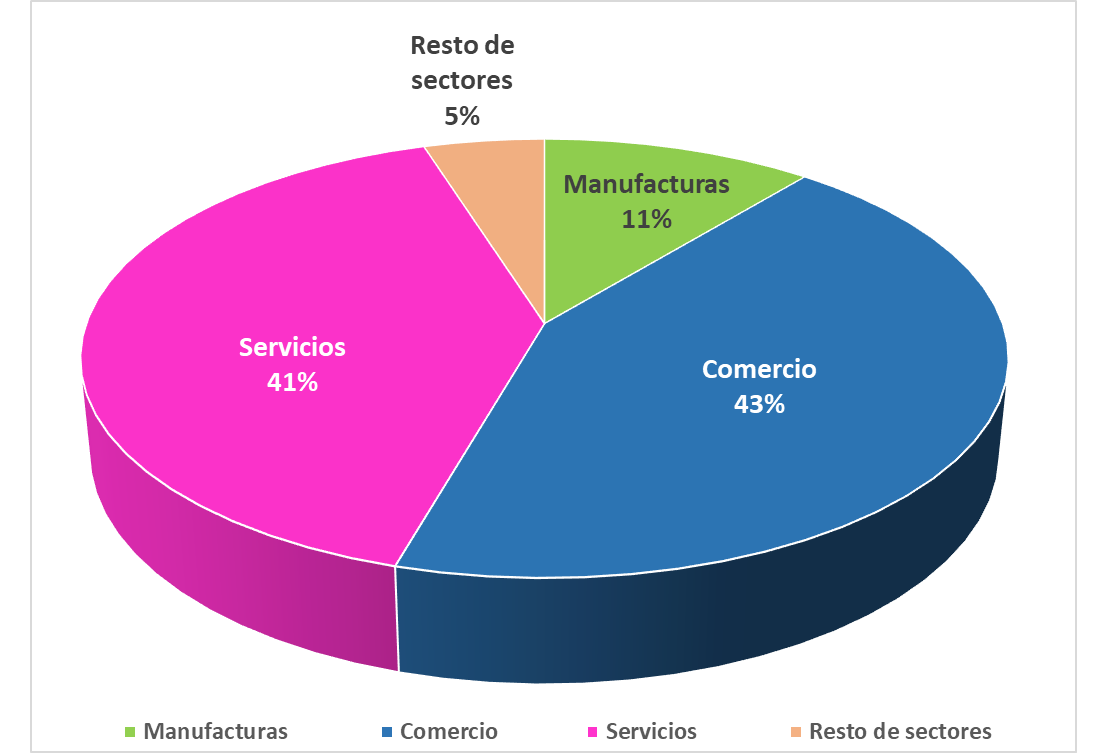 Resto de
sectores
5%
Manufacturas
11%
Servicios
41%
Comercio
43%
Manufacturas
Comercio
Servicios
Resto de sectores